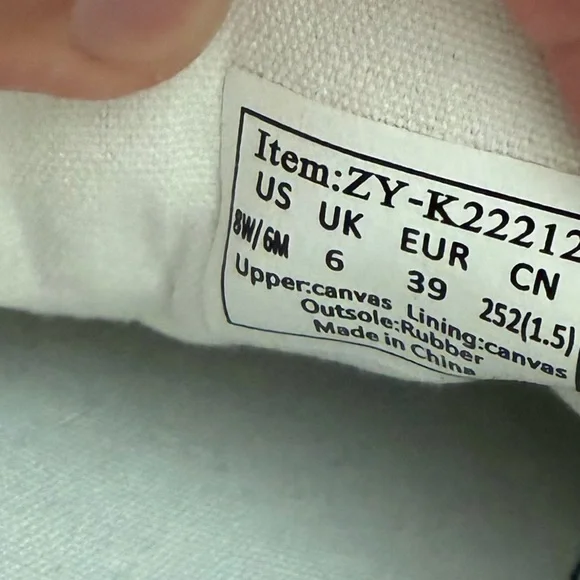 Item:ZY-K22212
US UK EUR CN
8W/6M 6 39 252(1.5)
Upper:canvas Lining:canvas
Outsole:Rubber
Made in China